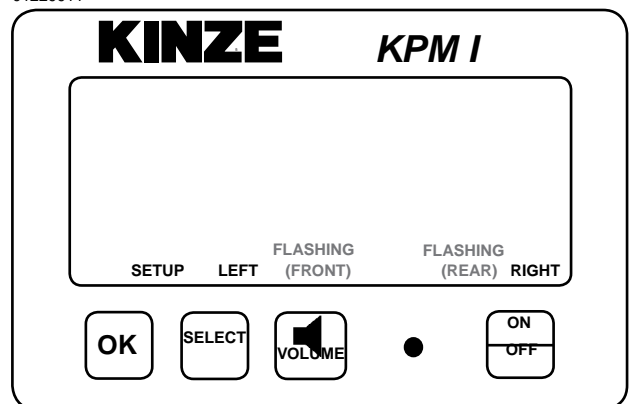 KINZE KPM I
FLASHING FLASHING
SETUP LEFT (FRONT) (REAR) RIGHT
OK SELECT VOLUME ON
OFF